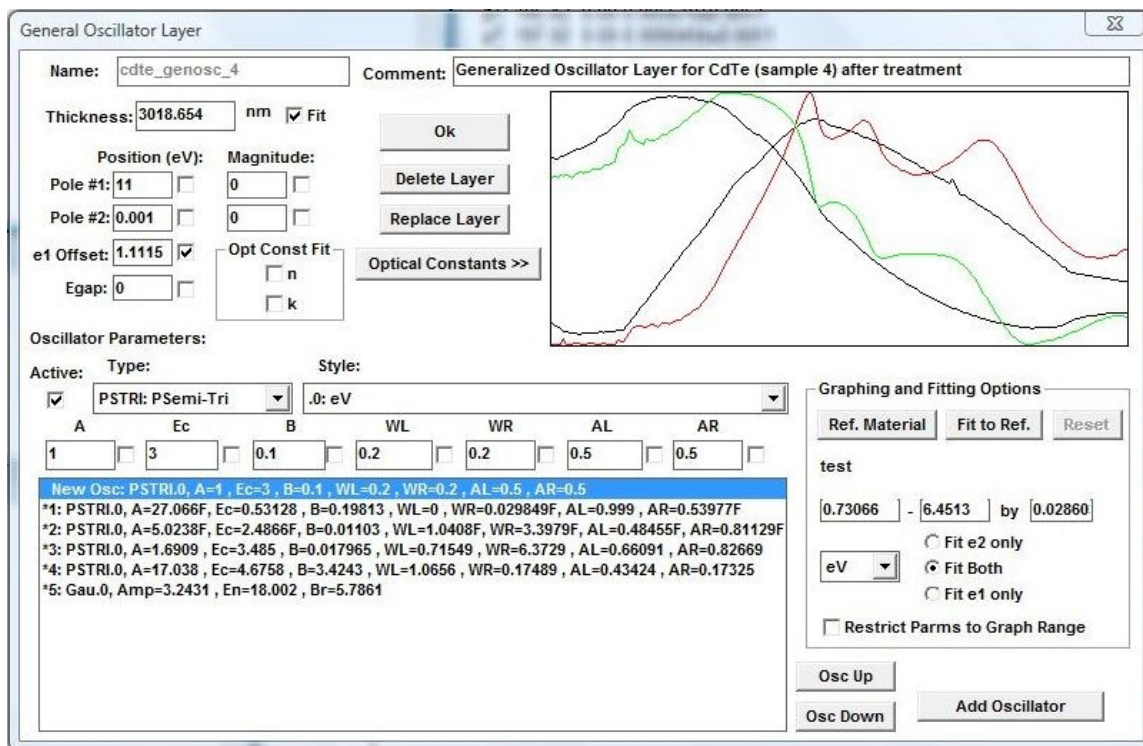 General Oscillator Layer
Name: cdte_genosc_4 Comment: Generalized Oscillator Layer for CdTe (sample 4) after treatment
Thickness: 3018.654 nm Fit
Ok
Position (eV): Magnitude:
Pole #1: 11 0
Delete Layer
Pole #2: 0.001 0
Replace Layer
e1 Offset: 1.1115
Opt Const Fit
n
k
Optical Constants >>
Egap: 0
Oscillator Parameters:
Active: Type: Style:
PSTRI: PSemi-Tri .0: eV
A Ec B WL WR AL AR
1 3 0.1 0.2 0.2 0.5 0.5
New Osc: PSTRI.0, A=1 , Ec=3 , B=0.1 , WL=0.2 , WR=0.2 , AL=0.5 , AR=0.5
*1: PSTRI.0, A=27.066F, Ec=0.53128 , B=0.19813 , WL=0 , WR=0.029849F, AL=0.999 , AR=0.53977F
*2: PSTRI.0, A=5.0238F, Ec=2.4866F, B=0.01103 , WL=1.0408F, WR=3.3979F, AL=0.48455F, AR=0.81129F
*3: PSTRI.0, A=1.6909 , Ec=3.485 , B=0.017965 , WL=0.71549 , WR=6.3729 , AL=0.66091 , AR=0.82669
*4: PSTRI.0, A=17.038 , Ec=4.6758 , B=3.4243 , WL=1.0656 , WR=0.17489 , AL=0.43424 , AR=0.17325
*5: Gau.0, Amp=3.2431 , En=18.002 , Br=5.7861
Graphing and Fitting Options
Ref. Material Fit to Ref. Reset
test
0.73066 - 6.4513 by 0.02860
eV
Fit e2 only
Fit Both
Fit e1 only
Restrict Parms to Graph Range
Osc Up
Osc Down
Add Oscillator